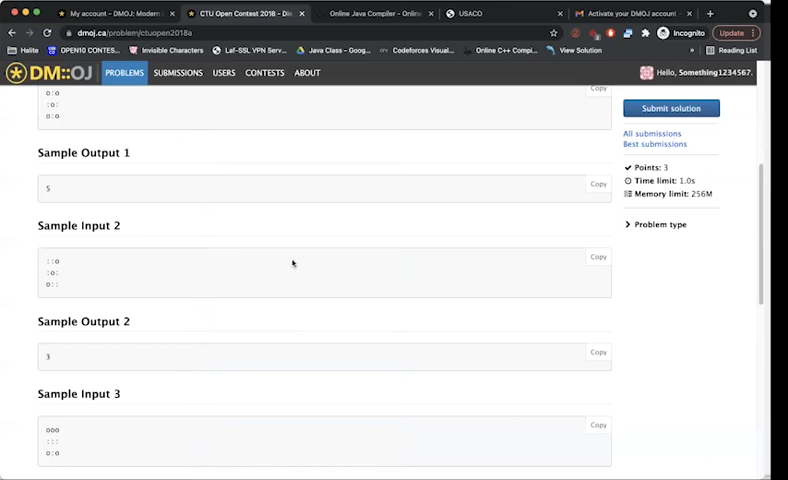 My account - DMOJ: Modern
CTU Open Contest 2018 - Die
Online Java Compiler - Online
USACO
Activate your DMOJ account -
dmoj.ca/problem/ctuopen2018a
Incognito
Update
Halite
OPEN10 CONTES...
Invisible Characters
Laf-SSL VPN Serv...
Java Class - Goog...
Codeforces Visual...
Online C++ Compi...
View Solution
»
Reading List
DM::OJ
PROBLEMS
SUBMISSIONS
USERS
CONTESTS
ABOUT
Hello, Something1234567.
o:o
:o:
o:o
Copy
Submit solution
All submissions
Best submissions
Points: 3
Time limit: 1.0s
Memory limit: 256M
Problem type
Sample Output 1
5
Copy
Sample Input 2
::o
:o:
o::
Copy
Sample Output 2
3
Copy
Sample Input 3
ooo
:::
o:o
Copy